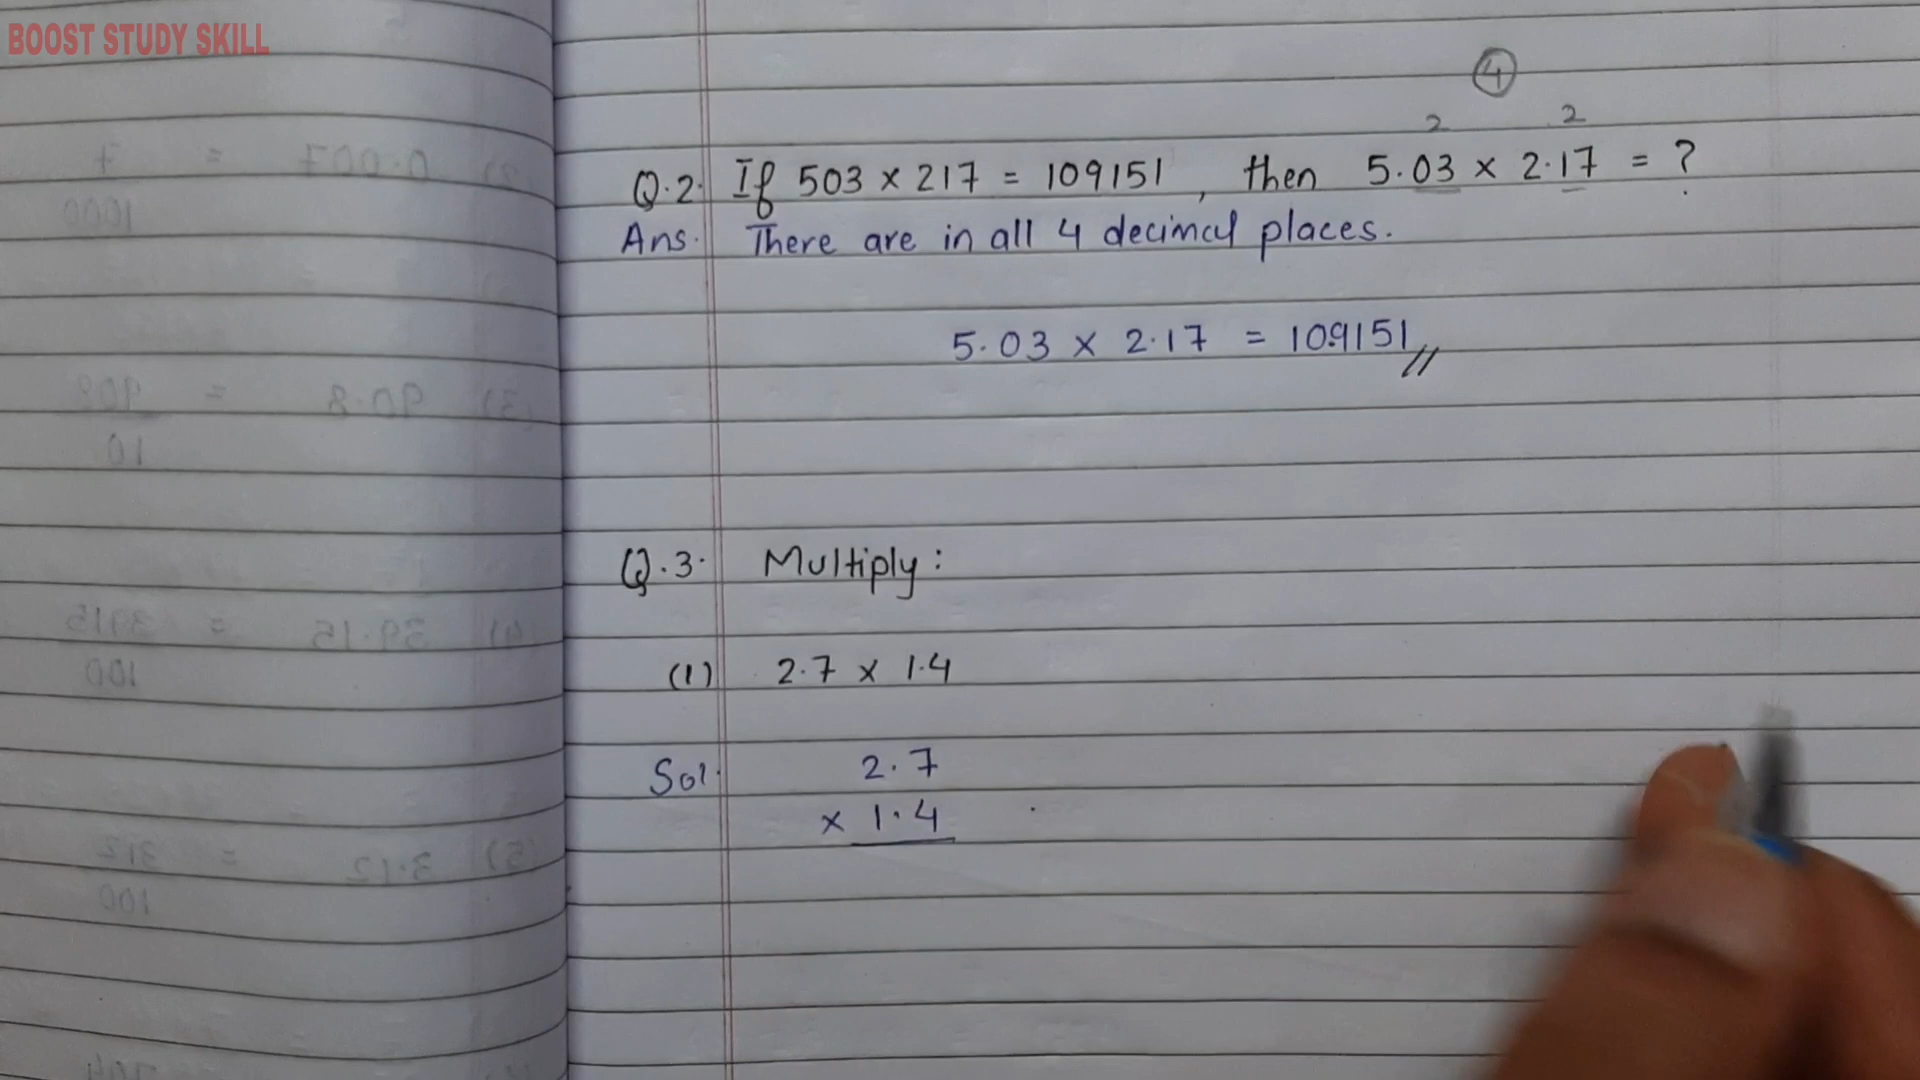 BOOST STUDY SKILL
4
2 2
Q.2. If 503 × 217 = 109151, then 5.03 × 2.17 = ?
Ans. There are in all 4 decimal places.
5.03 × 2.17 = 10.9151
Q.3. Multiply:
(1) 2.7 × 1.4
Sol. 2.7
× 1.4